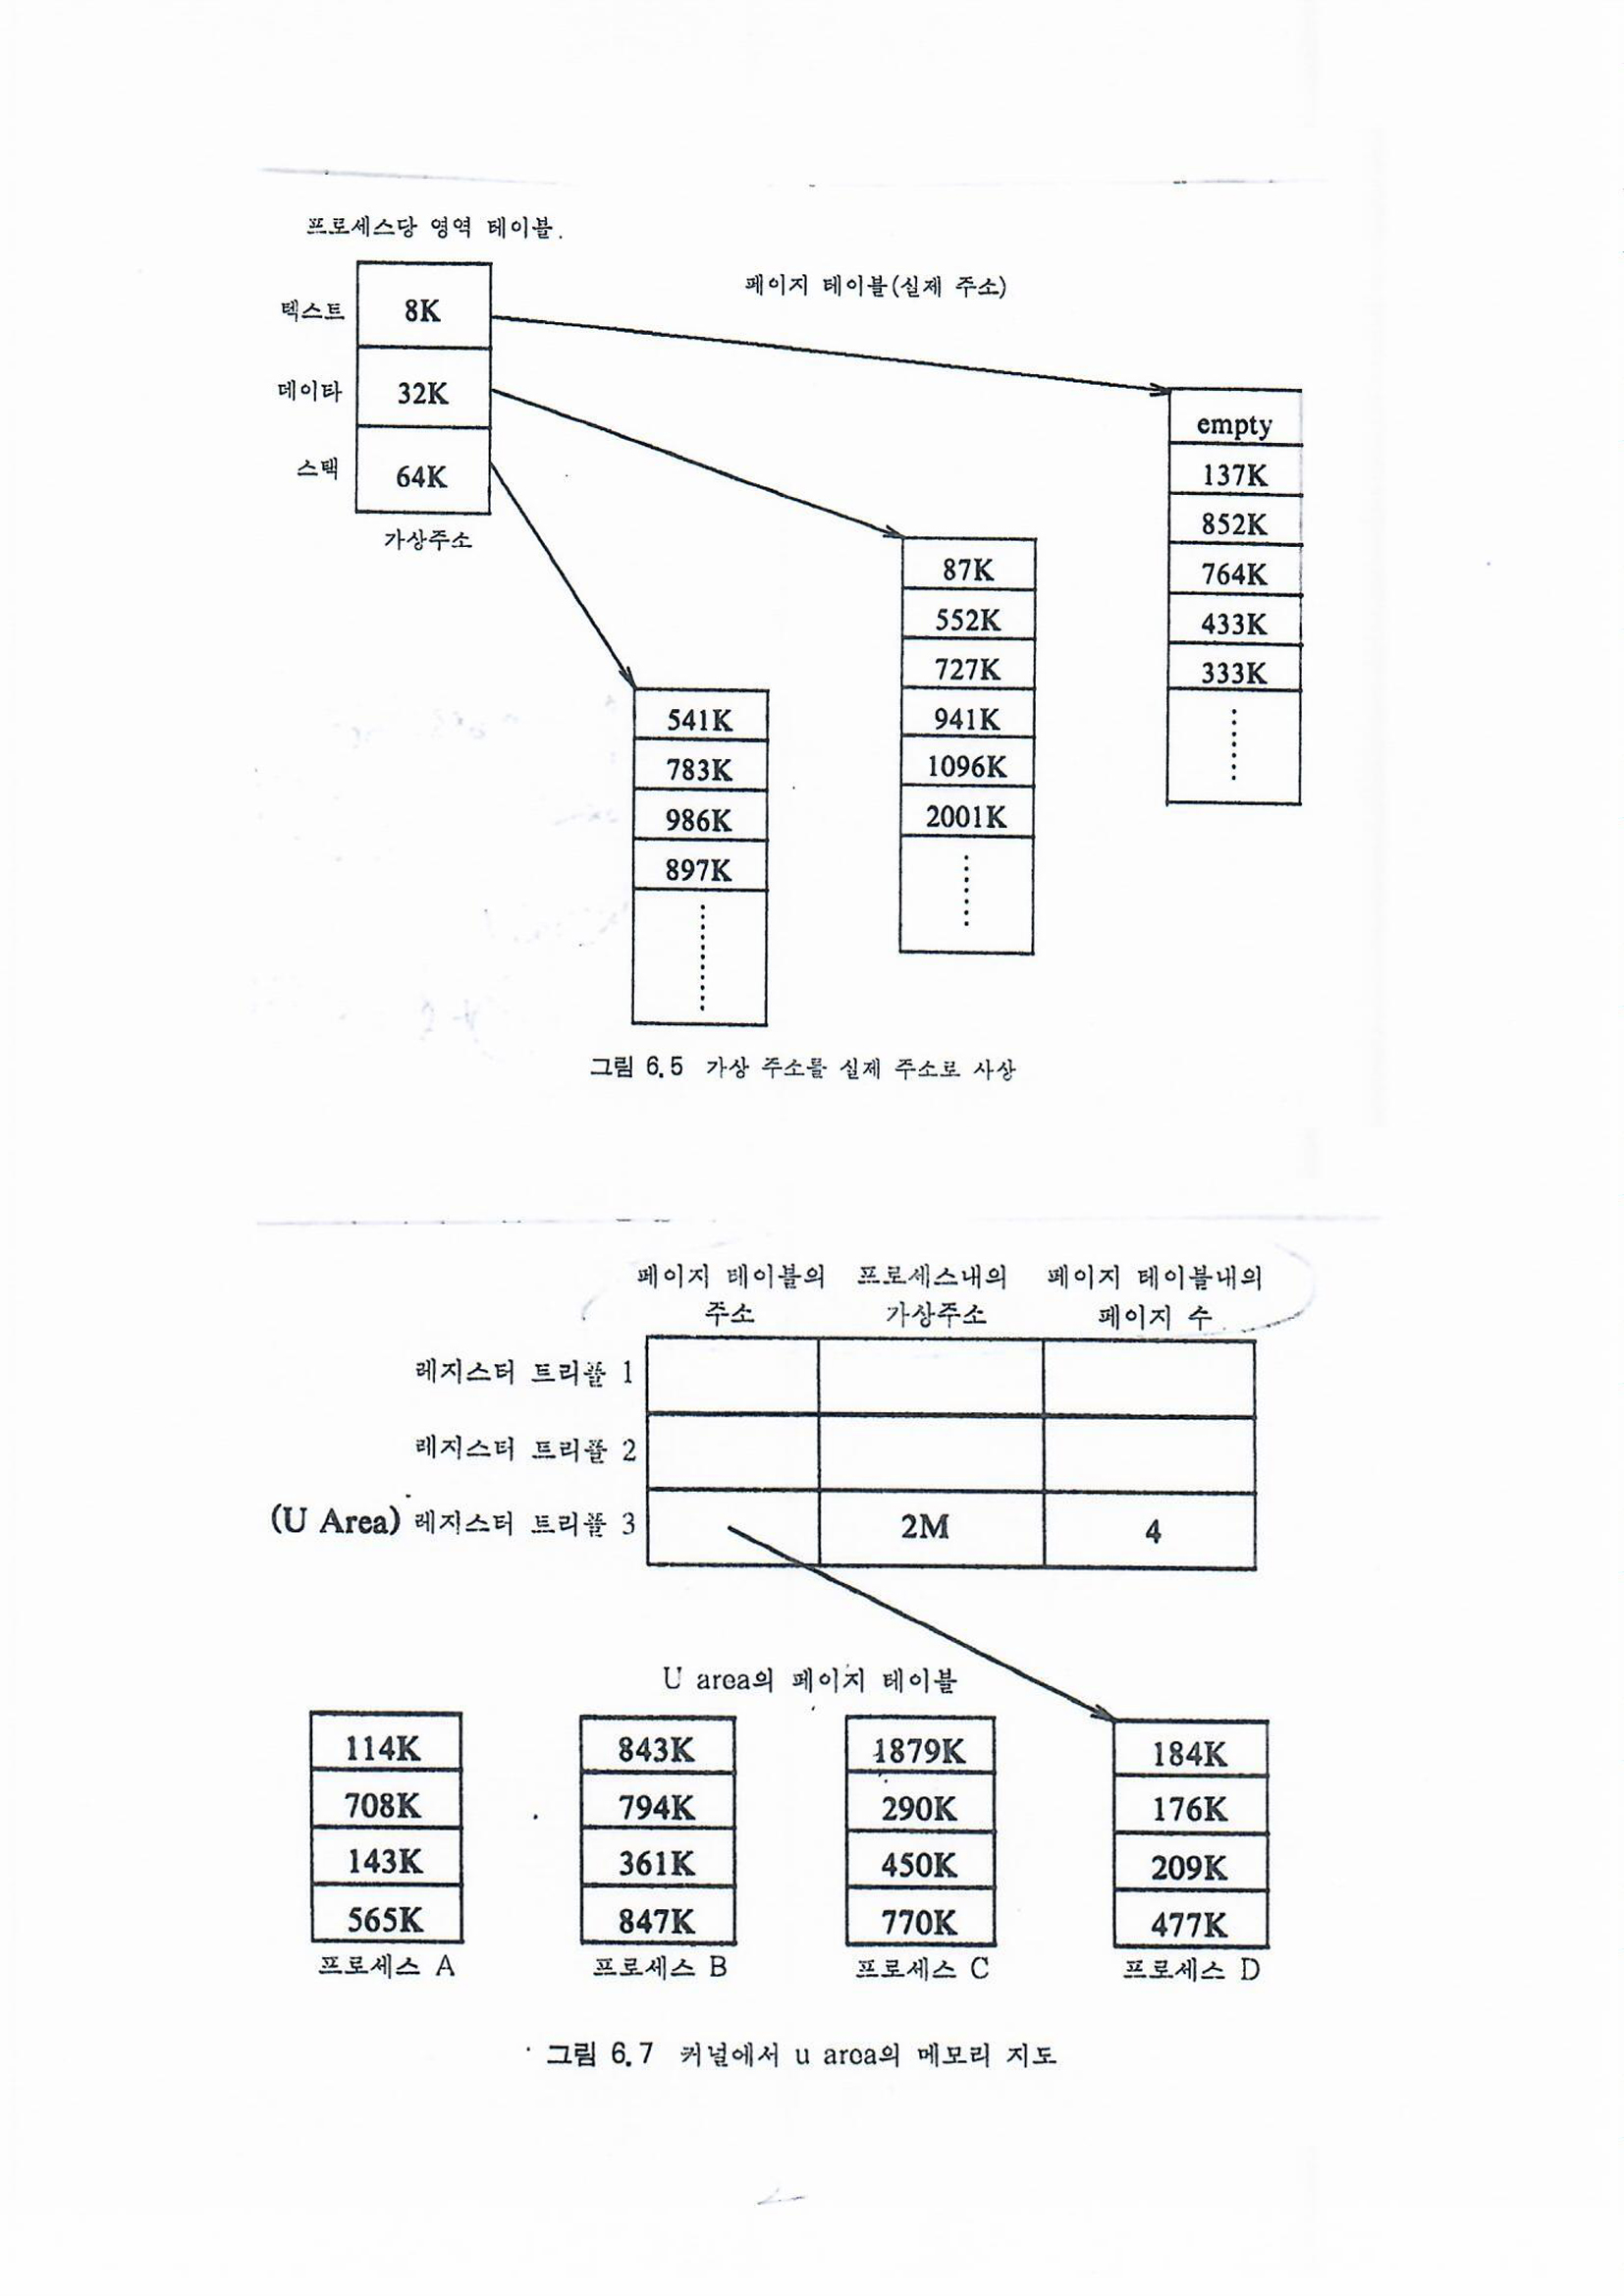 프로세스당 영역 테이블.
페이지 테이블(실제 주소)
텍스트 8K
데이타 32K
스택 64K
가상주소
empty
137K
852K
764K
433K
333K
87K
552K
727K
941K
1096K
2001K
541K
783K
986K
897K
그림 6.5 가상 주소를 실제 주소로 사상
페이지 테이블의 프로세스내의 페이지 테이블내의
주소 가상주소 페이지 수
레지스터 트리플 1
레지스터 트리플 2
(U Area) 레지스터 트리플 3 2M 4
U area의 페이지 테이블
114K 843K 1879K 184K
708K 794K 290K 176K
143K 361K 450K 209K
565K 847K 770K 477K
프로세스 A 프로세스 B 프로세스 C 프로세스 D
그림 6.7 커널에서 u area의 메모리 지도